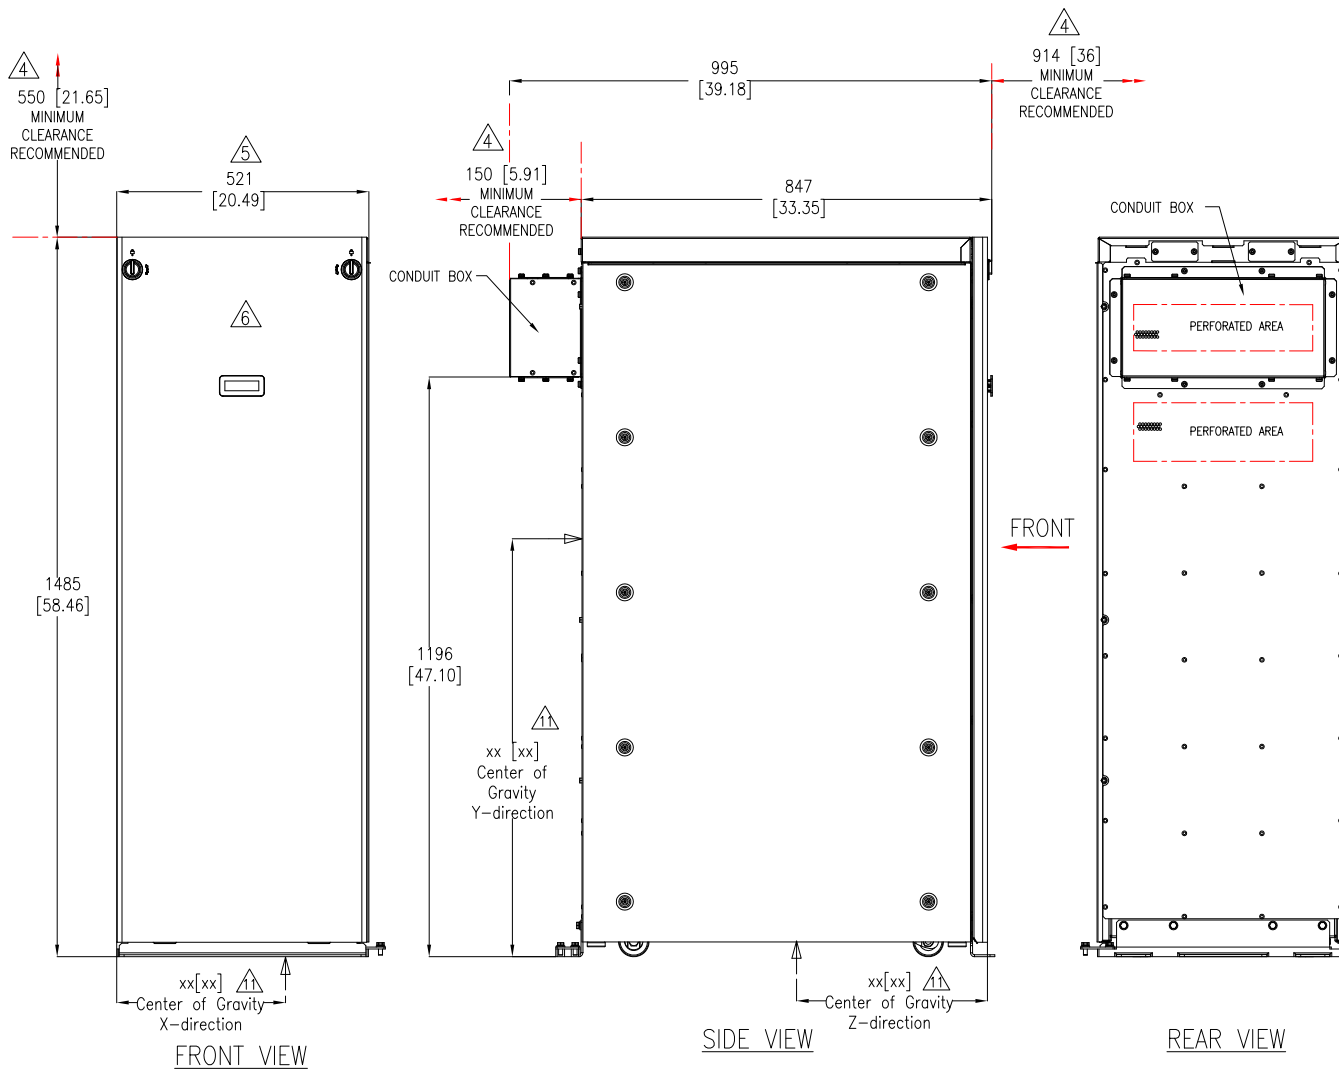 4
550 [21.65]
MINIMUM
CLEARANCE
RECOMMENDED
5
521
[20.49]
6
1485
[58.46]
xx[xx] 11
Center of Gravity
X-direction
FRONT VIEW
995
[39.18]
4
914 [36]
MINIMUM
CLEARANCE
RECOMMENDED
4
150 [5.91]
MINIMUM
CLEARANCE
RECOMMENDED
847
[33.35]
CONDUIT BOX
1196
[47.10]
11
xx [xx]
Center of
Gravity
Y-direction
FRONT
xx[xx] 11
Center of Gravity
Z-direction
SIDE VIEW
CONDUIT BOX
PERFORATED AREA
PERFORATED AREA
REAR VIEW